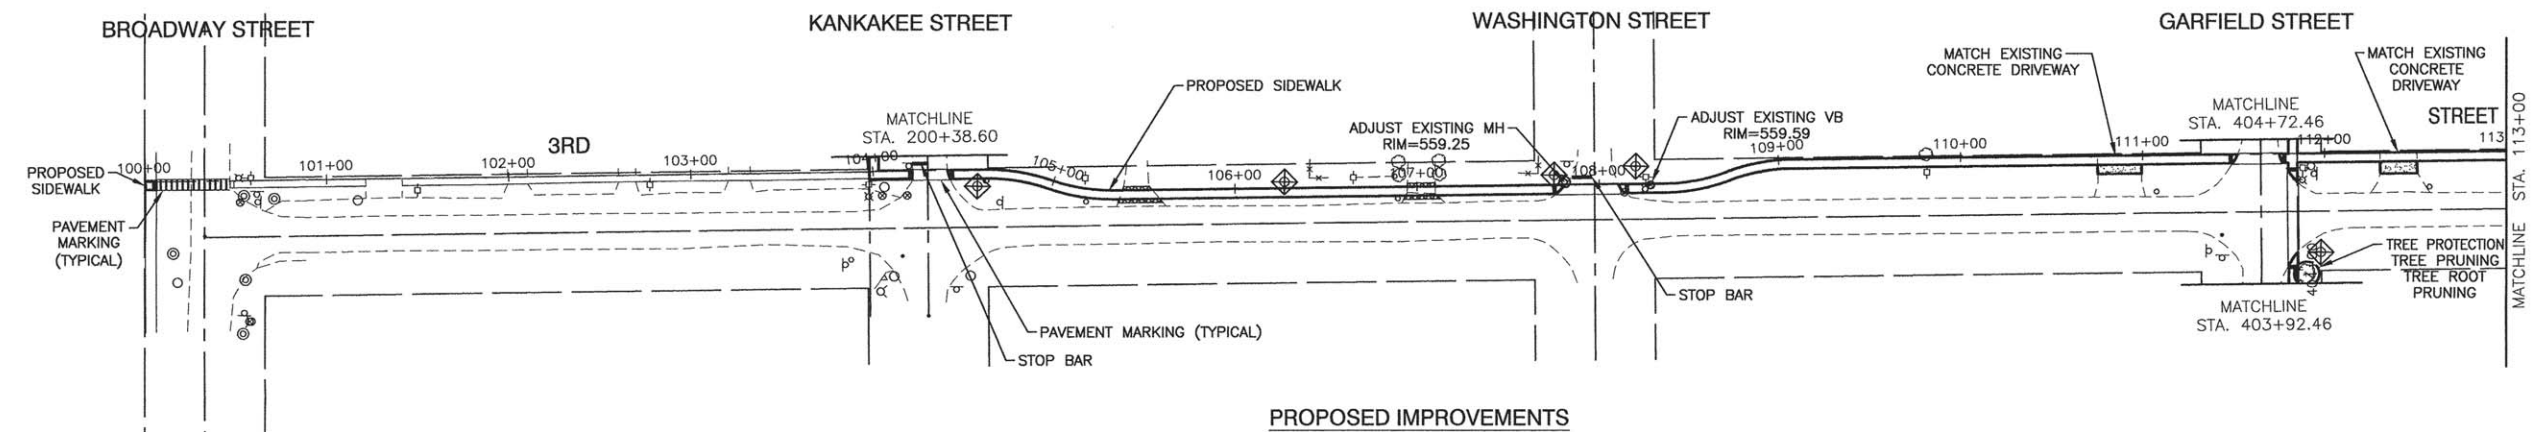 BROADWAY STREET
KANKAKEE STREET
WASHINGTON STREET
GARFIELD STREET
MATCH EXISTING
CONCRETE DRIVEWAY
MATCH EXISTING
CONCRETE
DRIVEWAY
PROPOSED SIDEWALK
MATCHLINE
STA. 200+38.60
MATCHLINE
STA. 404+72.46
STREET
3RD
ADJUST EXISTING MH
RIM=559.25
ADJUST EXISTING VB
RIM=559.59
PROPOSED
SIDEWALK
100+00
101+00
102+00
103+00
104+00
105+00
106+00
107+00
108+00
109+00
110+00
111+00
112+00
113
MATCHLINE STA. 113+00
PAVEMENT
MARKING
(TYPICAL)
TREE PROTECTION
TREE PRUNING
TREE ROOT
PRUNING
STOP BAR
PAVEMENT MARKING (TYPICAL)
STOP BAR
MATCHLINE
STA. 403+92.46
PROPOSED IMPROVEMENTS